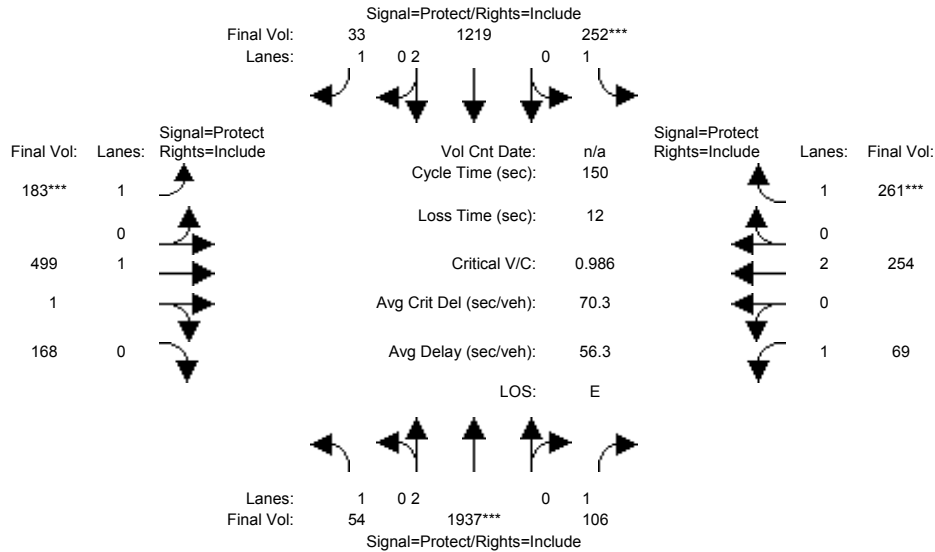 Signal=Protect/Rights=Include
Final Vol: 33 1219 252***
Lanes: 1 0 2 0 1
Signal=Protect
Final Vol: Lanes: Rights=Include
Vol Cnt Date: n/a
Signal=Protect
Rights=Include Lanes: Final Vol:
Cycle Time (sec): 150
183*** 1
1 261***
Loss Time (sec): 12
0
0
499 1
Critical V/C: 0.986
2 254
1
Avg Crit Del (sec/veh): 70.3
0
168 0
Avg Delay (sec/veh): 56.3
1 69
LOS: E
Lanes: 1 0 2 0 1
Final Vol: 54 1937*** 106
Signal=Protect/Rights=Include